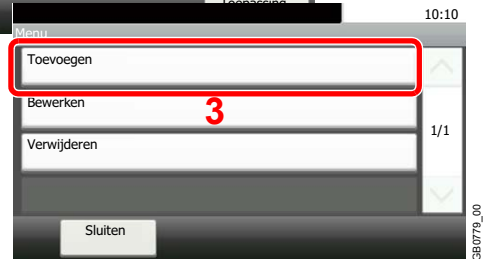 Toepassing
10:10
Menu
Toevoegen
Bewerken
3
Verwijderen
1/1
Sluiten
GB0779_00